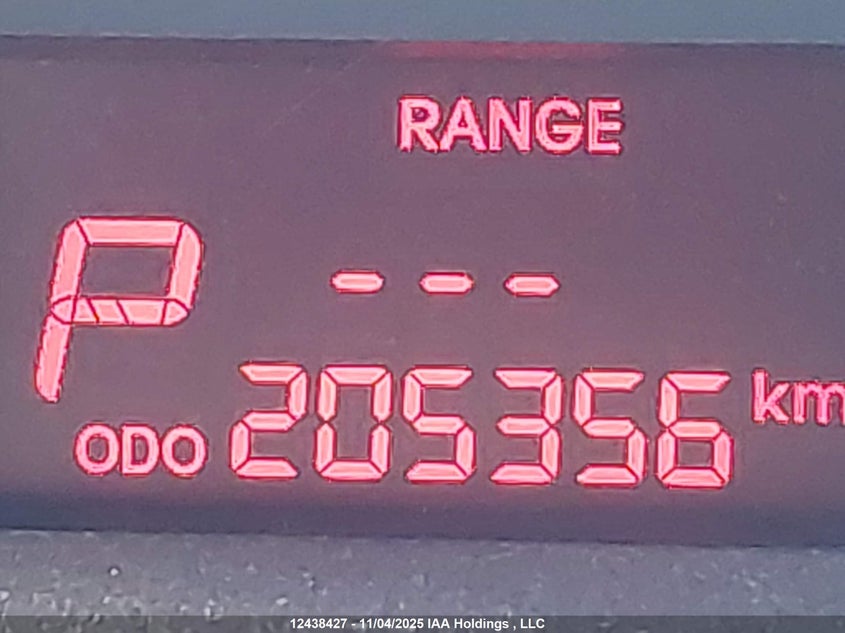 RANGE
P
---
ODO 205356 km
12438427 - 11/04/2025 IAA Holdings , LLC